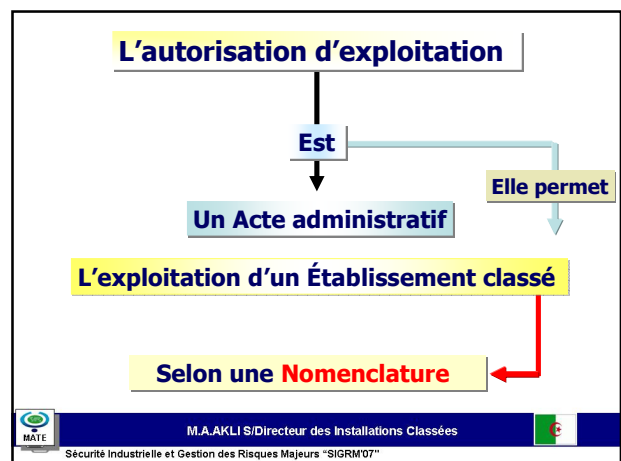 L'autorisation d'exploitation
Est
Elle permet
Un Acte administratif
L'exploitation d'un Établissement classé
Selon une Nomenclature
MATE
M.A.AKLI S/Directeur des Installations Classées
Sécurité Industrielle et Gestion des Risques Majeurs "SIGRM'07"